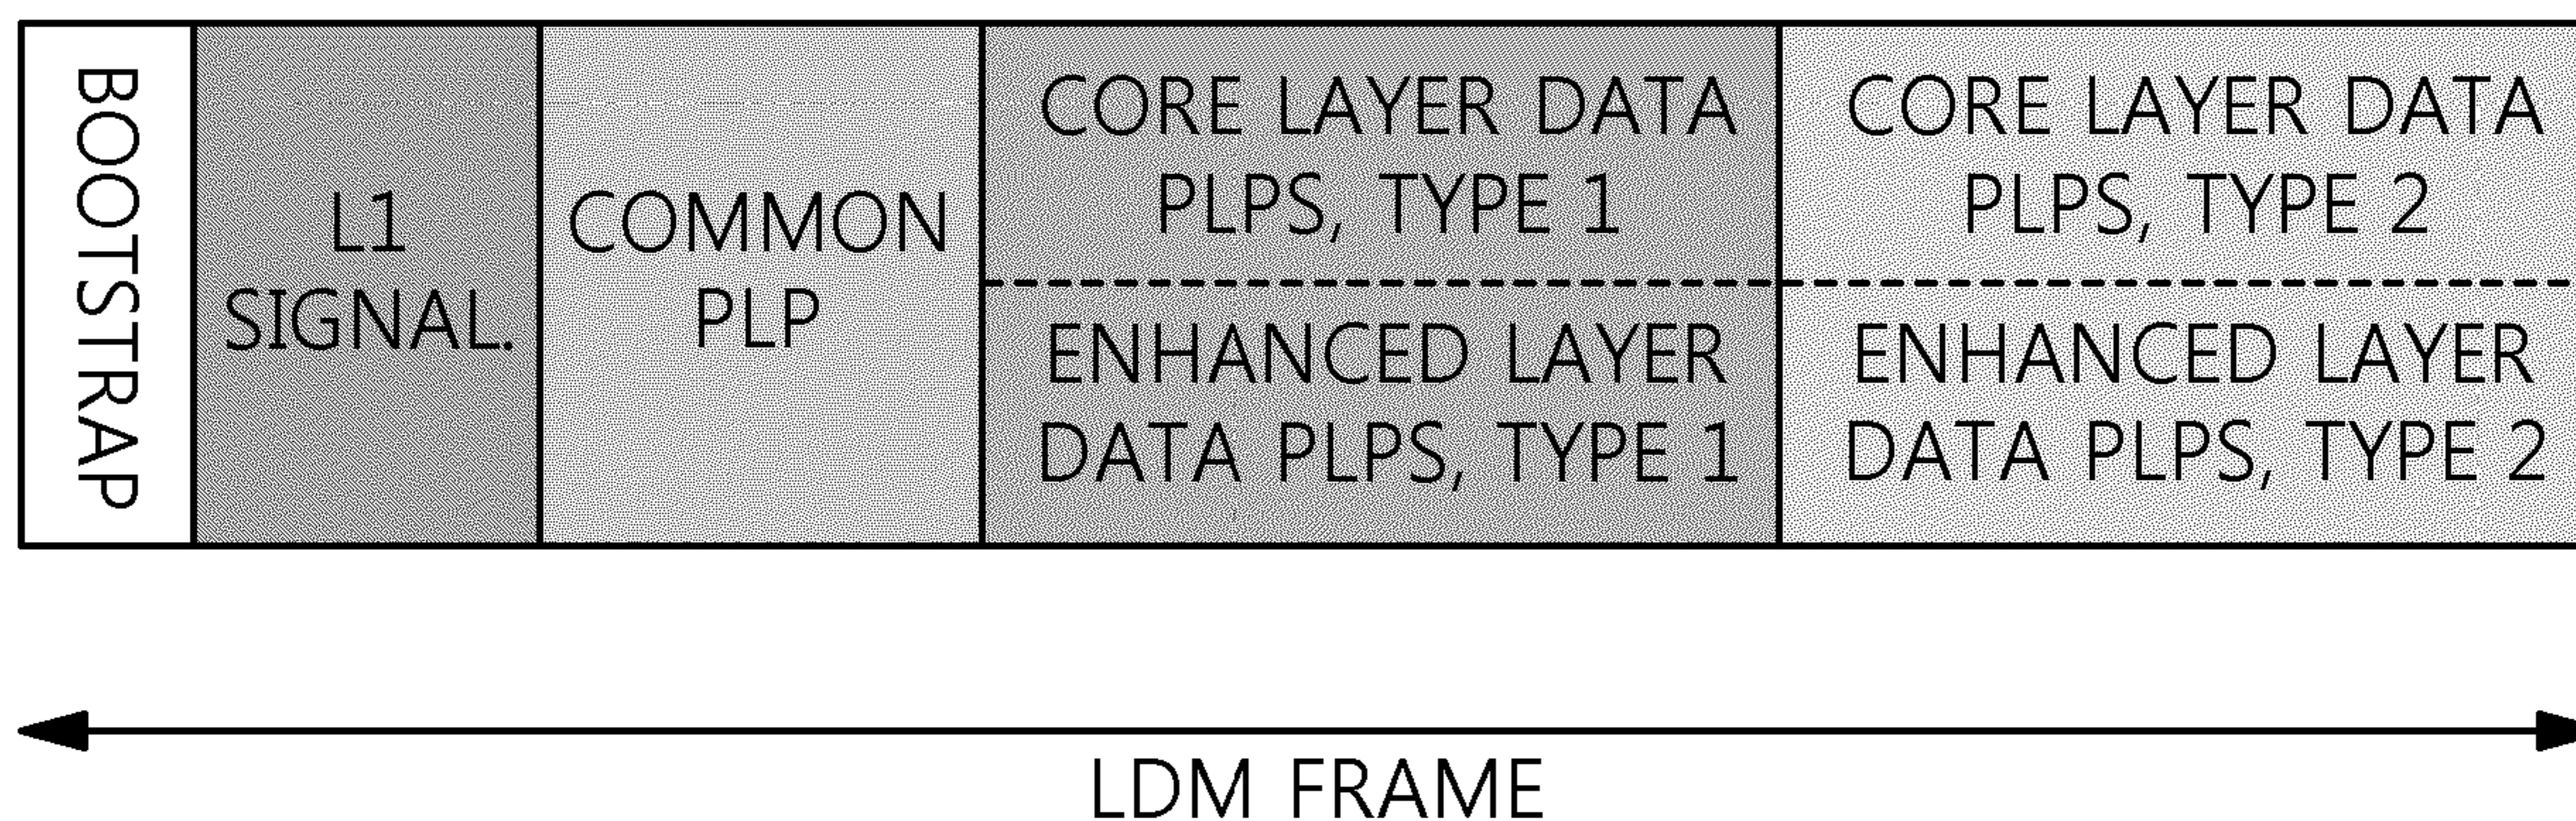 BOOTSTRAP
L1
SIGNAL.
COMMON
PLP
CORE LAYER DATA
PLPS, TYPE 1
ENHANCED LAYER
DATA PLPS, TYPE 1
CORE LAYER DATA
PLPS, TYPE 2
ENHANCED LAYER
DATA PLPS, TYPE 2
LDM FRAME